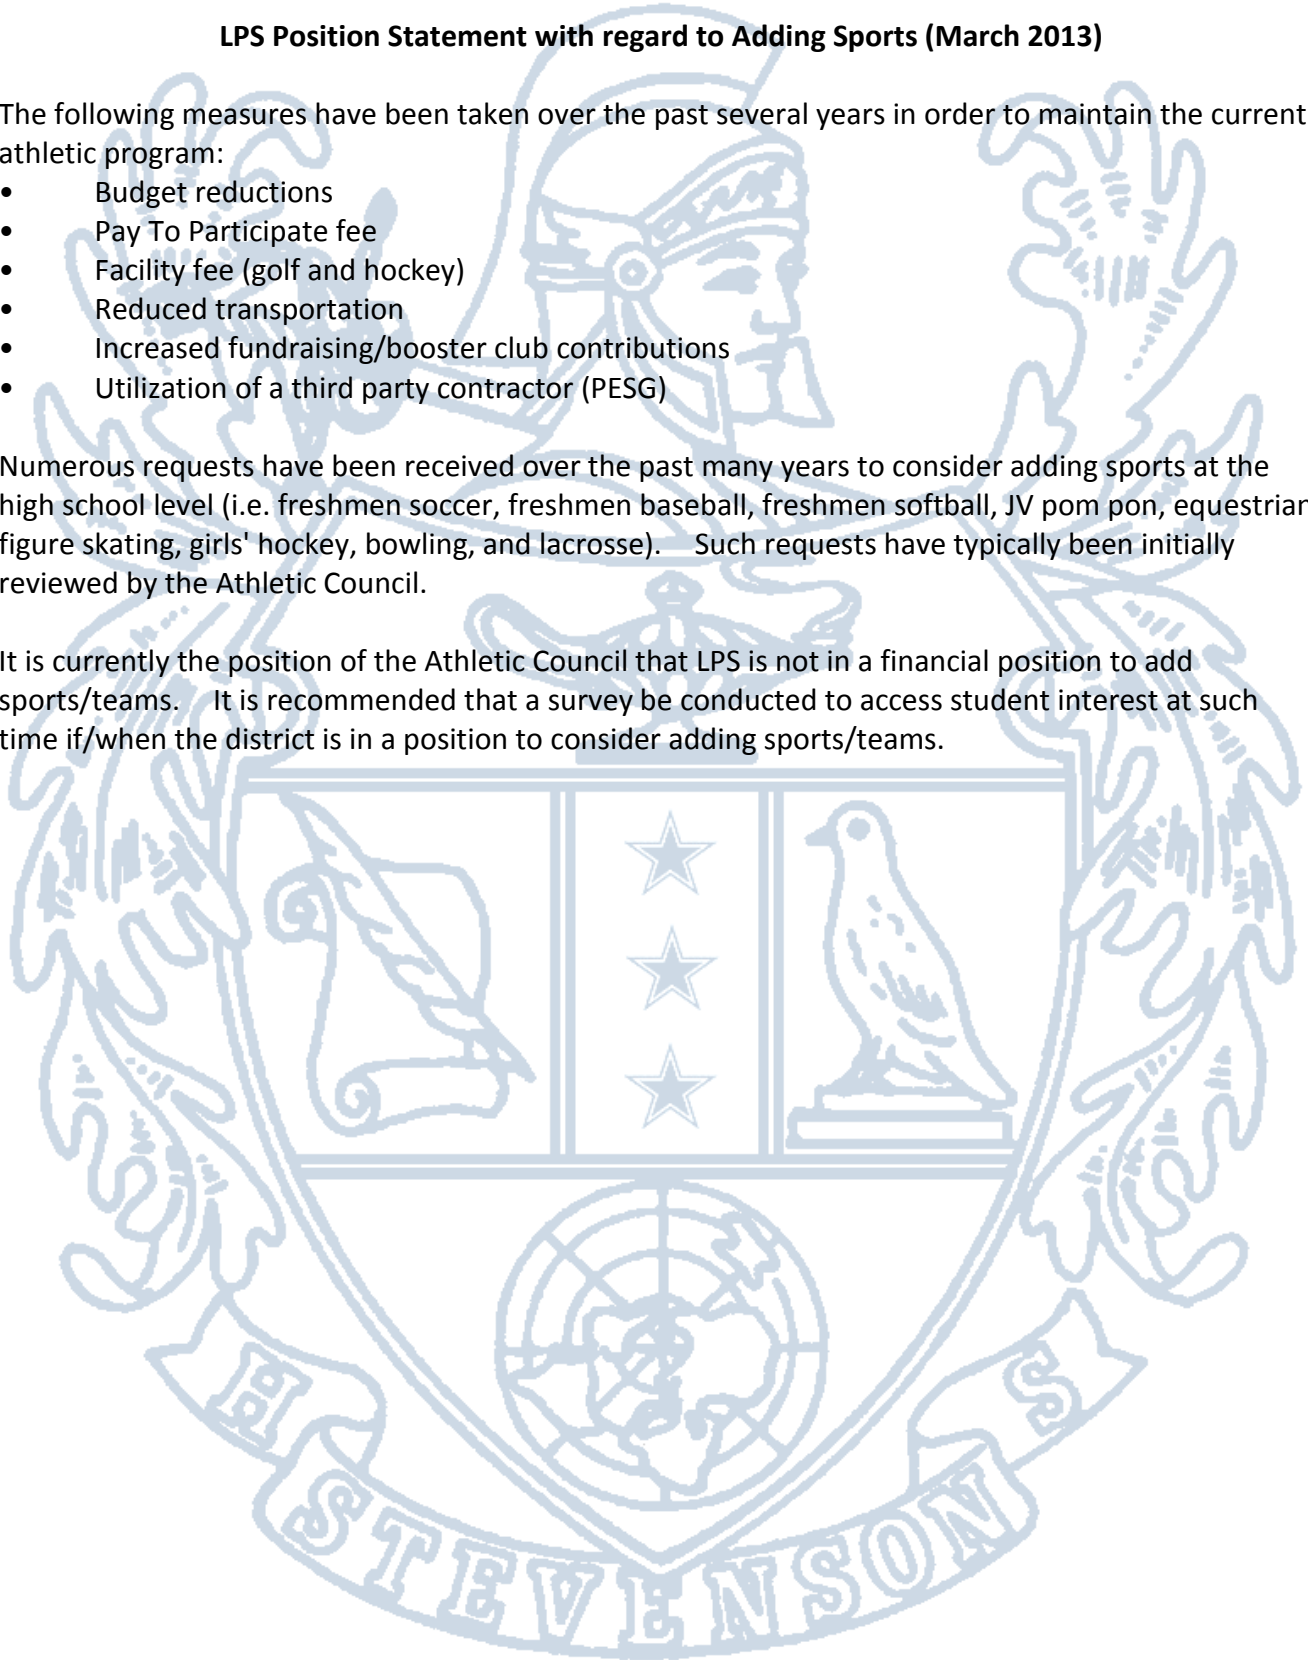 LPS Position Statement with regard to Adding Sports (March 2013)
The following measures have been taken over the past several years in order to maintain the current
athletic program:
• Budget reductions
• Pay To Participate fee
• Facility fee (golf and hockey)
• Reduced transportation
• Increased fundraising/booster club contributions
• Utilization of a third party contractor (PESG)
Numerous requests have been received over the past many years to consider adding sports at the
high school level (i.e. freshmen soccer, freshmen baseball, freshmen softball, JV pom pon, equestrian
figure skating, girls' hockey, bowling, and lacrosse). Such requests have typically been initially
reviewed by the Athletic Council.
It is currently the position of the Athletic Council that LPS is not in a financial position to add
sports/teams. It is recommended that a survey be conducted to access student interest at such
time if/when the district is in a position to consider adding sports/teams.
H STEVENSON S